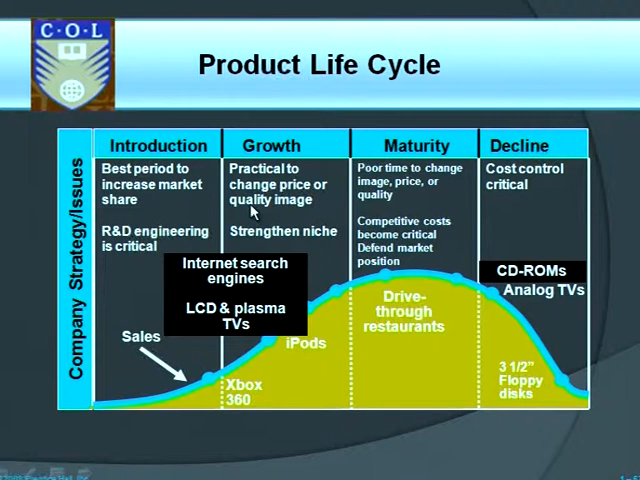 C·O·L
Product Life Cycle
Company Strategy/Issues
Introduction
Best period to
increase market
share
R&D engineering
is critical
Growth
Practical to
change price or
quality image
Strengthen niche
Maturity
Poor time to change
image, price, or
quality
Competitive costs
become critical
Defend market
position
Decline
Cost control
critical
Internet search
engines
LCD & plasma
TVs
CD-ROMs
Analog TVs
Drive-
through
restaurants
Sales
iPods
Xbox
360
3 1/2”
Floppy
disks